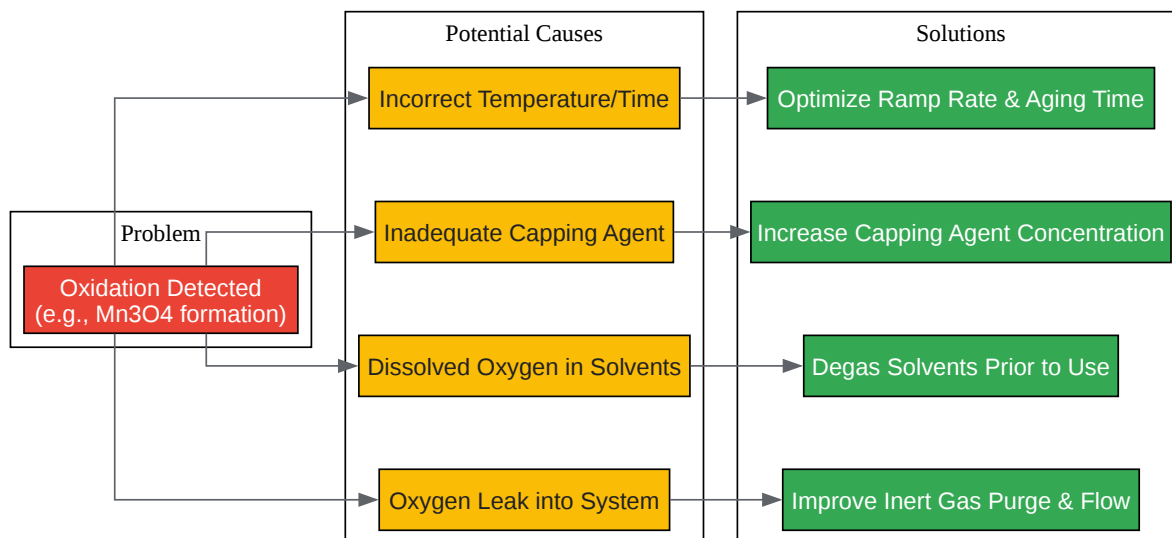 Problem
Oxidation Detected
(e.g., Mn3O4 formation)
Potential Causes
Incorrect Temperature/Time
Inadequate Capping Agent
Dissolved Oxygen in Solvents
Oxygen Leak into System
Solutions
Optimize Ramp Rate & Aging Time
Increase Capping Agent Concentration
Degas Solvents Prior to Use
Improve Inert Gas Purge & Flow